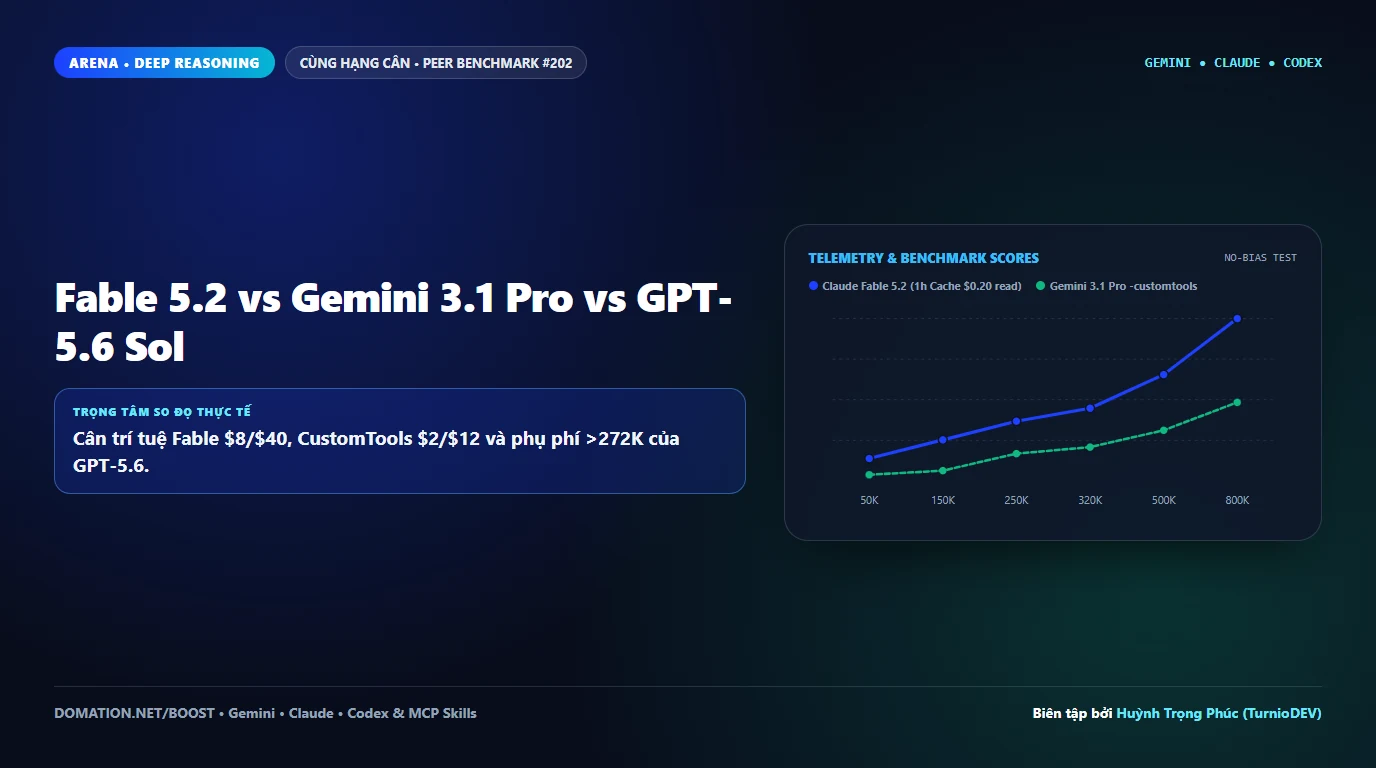 ARENA • DEEP REASONING
CÙNG HẠNG CÂN • PEER BENCHMARK #202
GEMINI • CLAUDE • CODEX
Fable 5.2 vs Gemini 3.1 Pro vs GPT-
5.6 Sol
TRỌNG TÂM SO ĐỌ THỰC TẾ
Cân trí tuệ Fable $8/$40, CustomTools $2/$12 và phụ phí >272K của
GPT-5.6.
TELEMETRY & BENCHMARK SCORES
NO-BIAS TEST
Claude Fable 5.2 (1h Cache $0.20 read)
Gemini 3.1 Pro -customtools
50K
150K
250K
320K
500K
800K
DOMATION.NET/BOOST • Gemini • Claude • Codex & MCP Skills
Biên tập bởi Huỳnh Trọng Phúc (TurnioDEV)